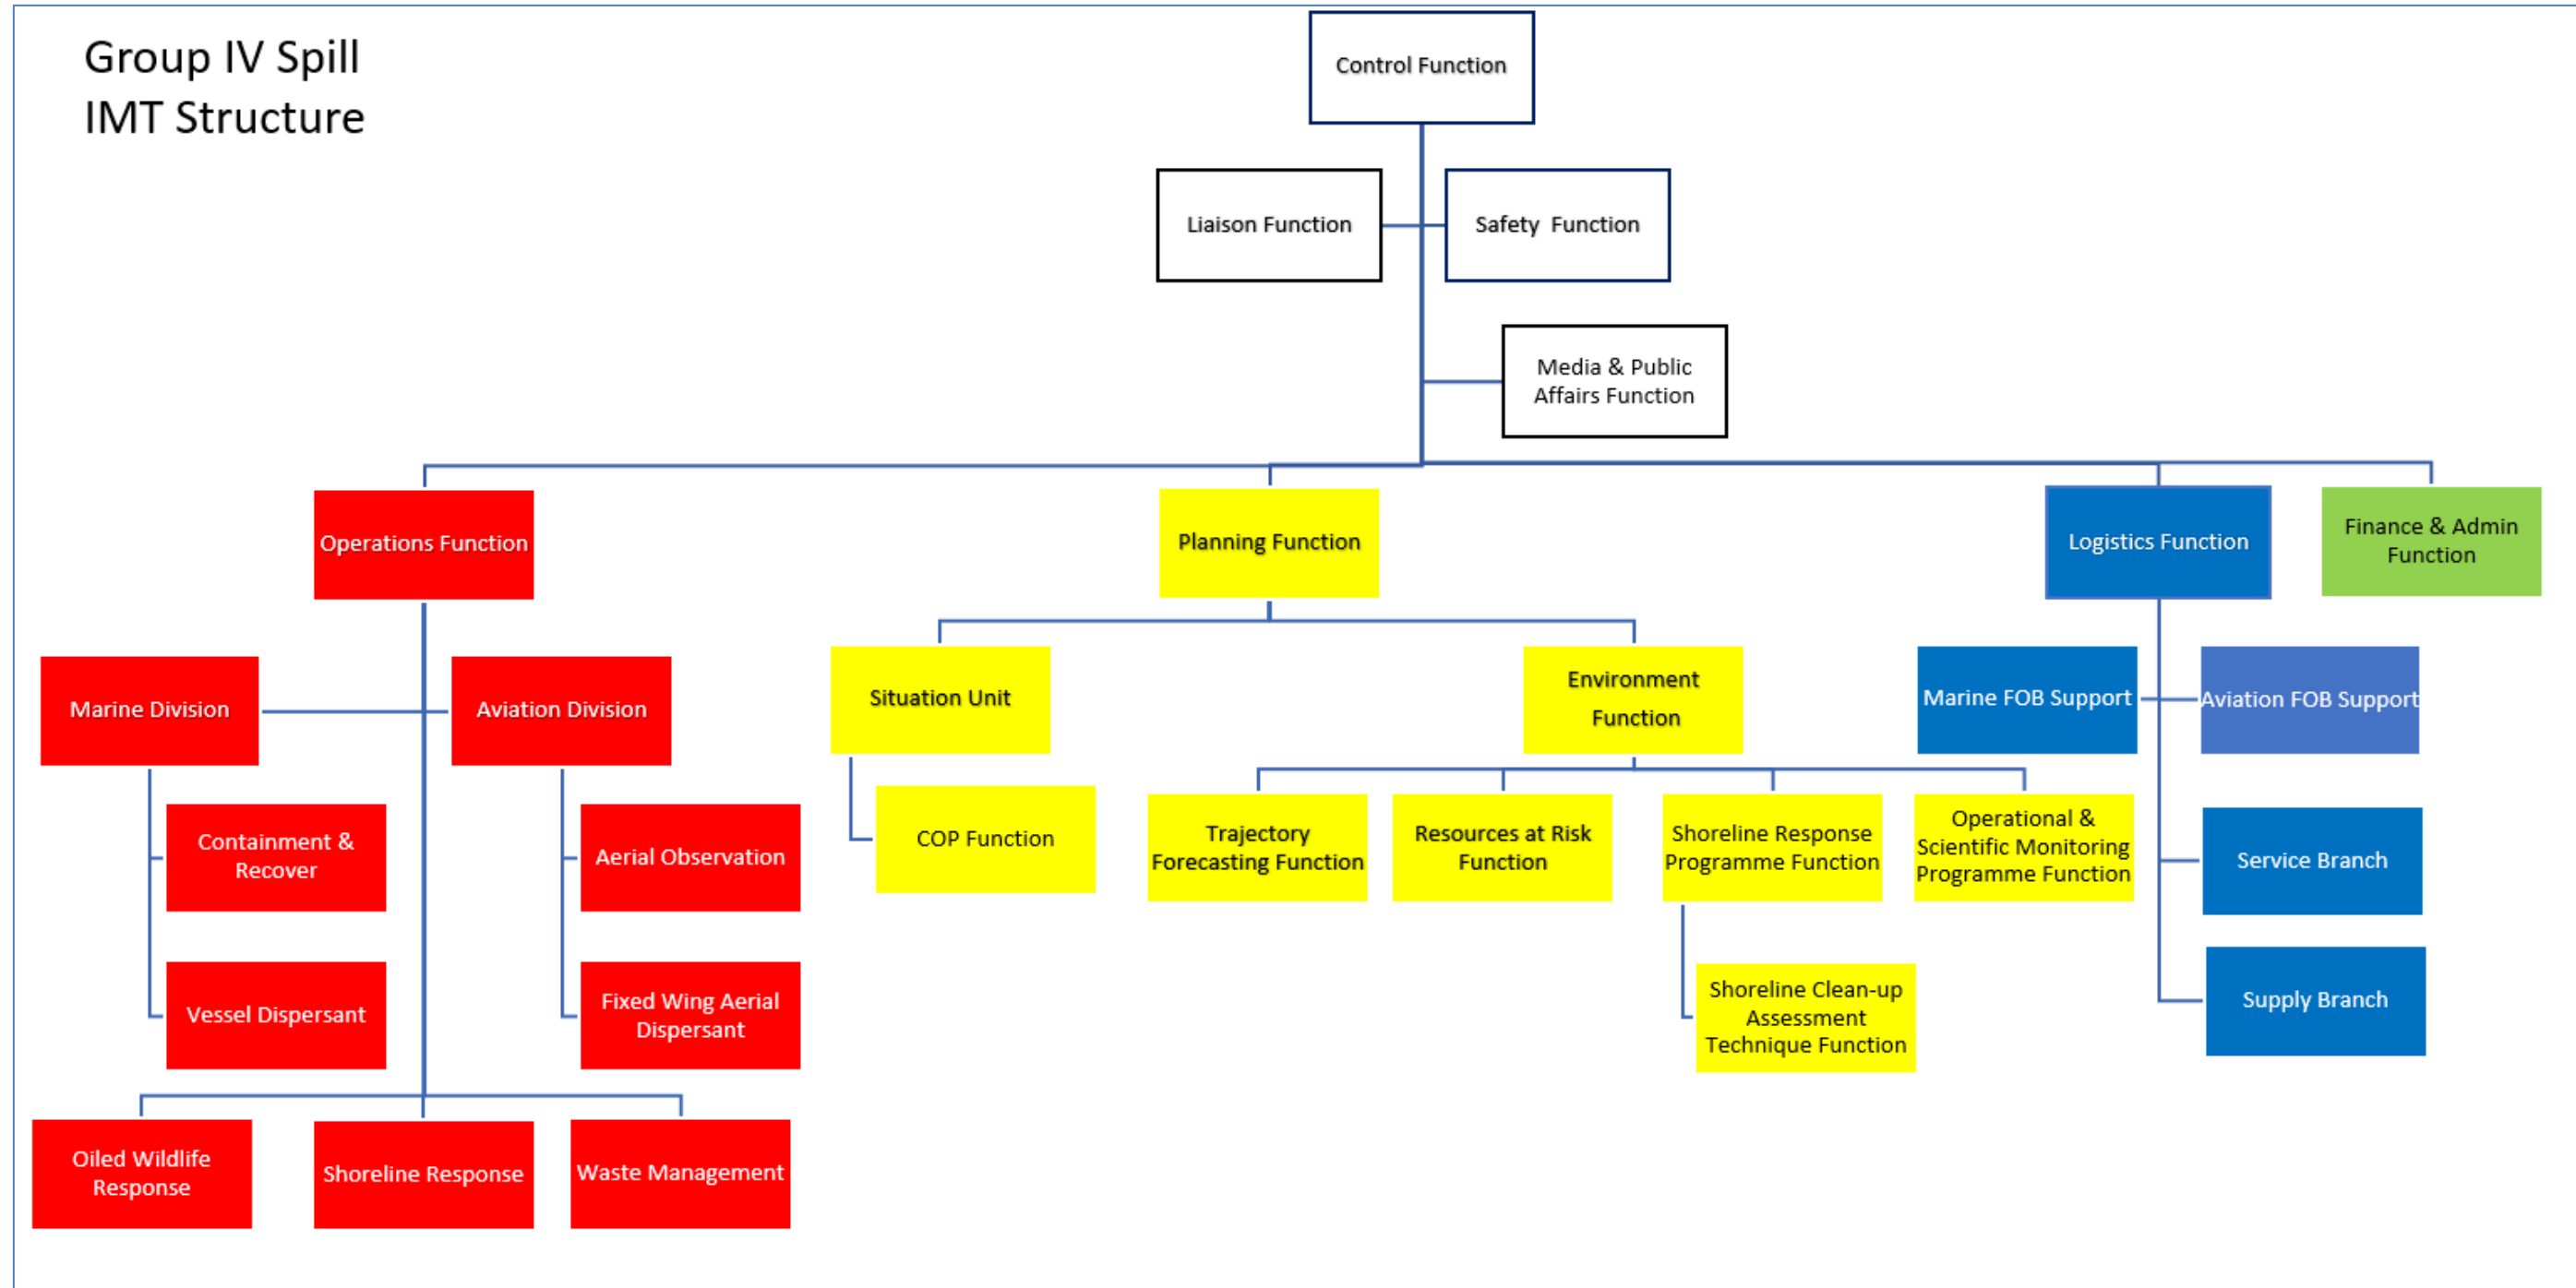 Group IV Spill
IMT Structure
Control Function
Liaison Function
Safety  Function
Media & Public
Affairs Function
Operations Function
Planning Function
Logistics Function
Finance & Admin
Function
Marine Division
Aviation Division
Situation Unit
Environment
Function
Marine FOB Support
Aviation FOB Support
Containment &
Recover
Aerial Observation
COP Function
Trajectory
Forecasting Function
Resources at Risk
Function
Shoreline Response
Programme Function
Operational &
Scientific Monitoring
Programme Function
Service Branch
Vessel Dispersant
Fixed Wing Aerial
Dispersant
Shoreline Clean-up
Assessment
Technique Function
Supply Branch
Oiled Wildlife
Response
Shoreline Response
Waste Management